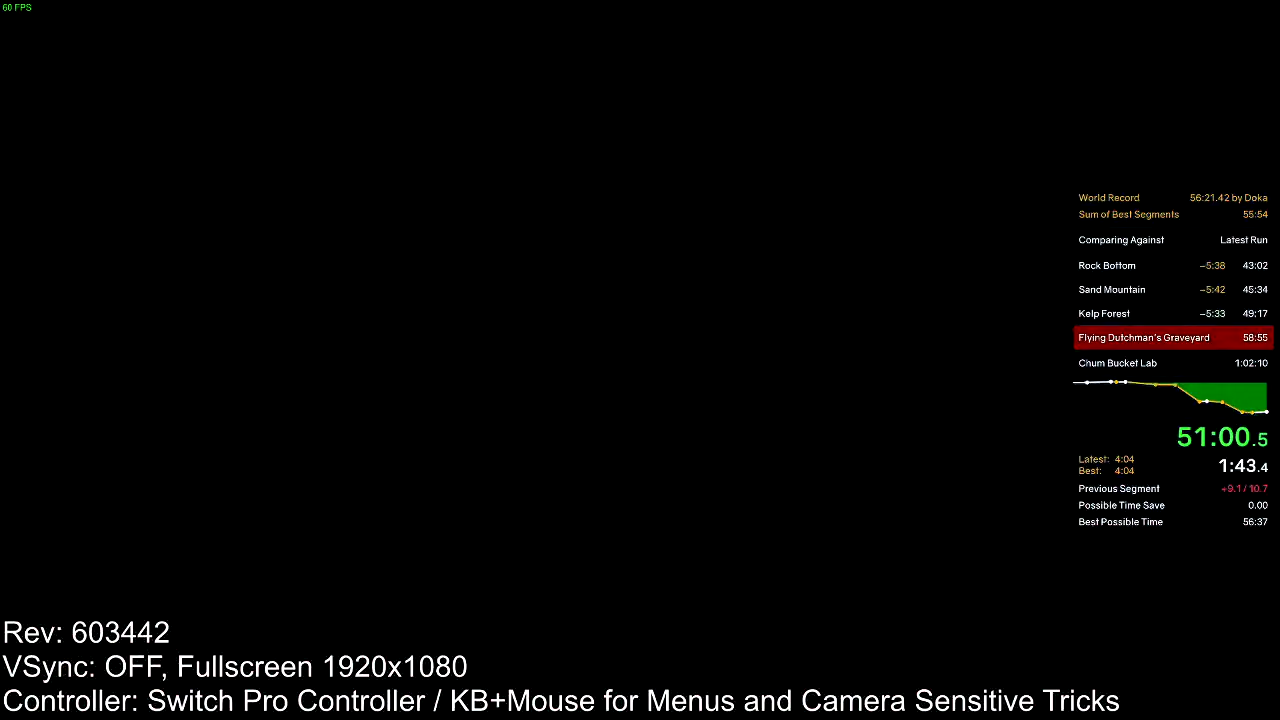 60 FPS
World Record 56:21.42 by Doka
Sum of Best Segments 55:54
Comparing Against Latest Run
Rock Bottom −5:38 43:02
Sand Mountain −5:42 45:34
Kelp Forest −5:33 49:17
Flying Dutchman's Graveyard 58:55
Chum Bucket Lab 1:02:10
51:00.5
Latest: 4:04
Best: 4:04
1:43.4
Previous Segment +9.1 / 10.7
Possible Time Save 0.00
Best Possible Time 56:37
Rev: 603442
VSync: OFF, Fullscreen 1920x1080
Controller: Switch Pro Controller / KB+Mouse for Menus and Camera Sensitive Tricks